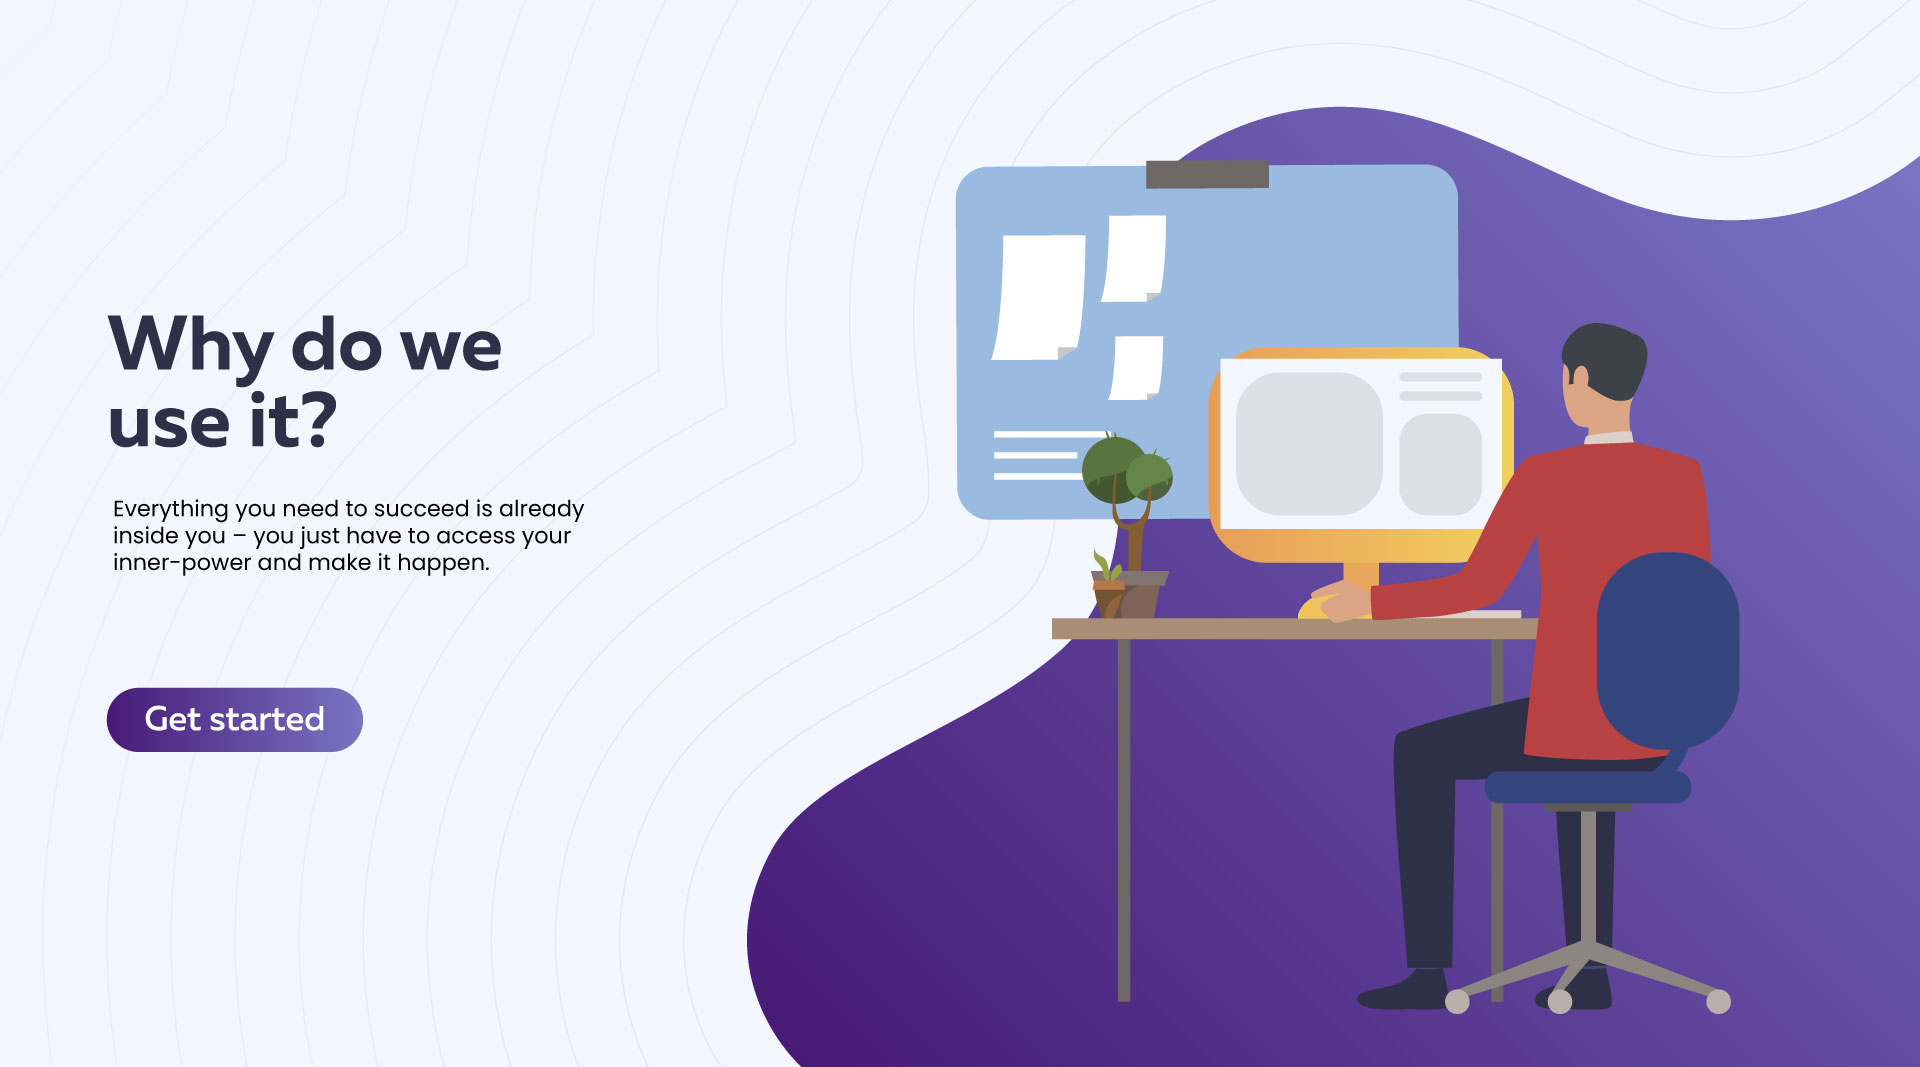 Why do we
use it?
Everything you need to succeed is already
inside you – you just have to access your
inner-power and make it happen.
Get started